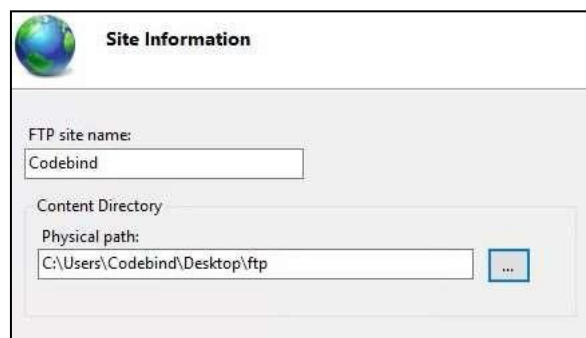 Site Information
FTP site name:
Codebind
Content Directory
Physical path:
C:\Users\Codebind\Desktop\ftp
...